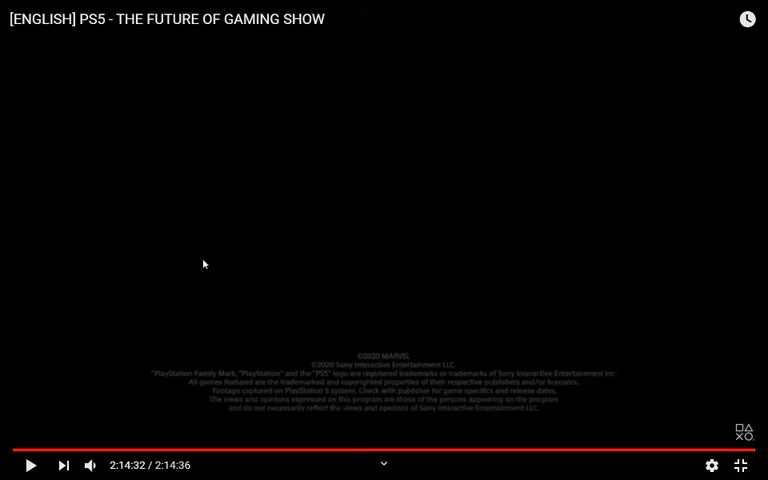 [ENGLISH] PS5 - THE FUTURE OF GAMING SHOW
©2020 MARVEL
©2020 Sony Interactive Entertainment LLC.
"PlayStation Family Mark, "PlayStation" and the "PS5" logo are registered trademarks or trademarks of Sony Interactive Entertainment Inc.
All games featured are the trademarked and copyrighted properties of their respective publishers and/or licensors.
Footage captured on PlayStation 5 system. Check with publisher for game specifics and release dates.
The views and opinions expressed on this program are those of the persons appearing on the program
and do not necessarily reflect the views and opinions of Sony Interactive Entertainment LLC.
2:14:32 / 2:14:36